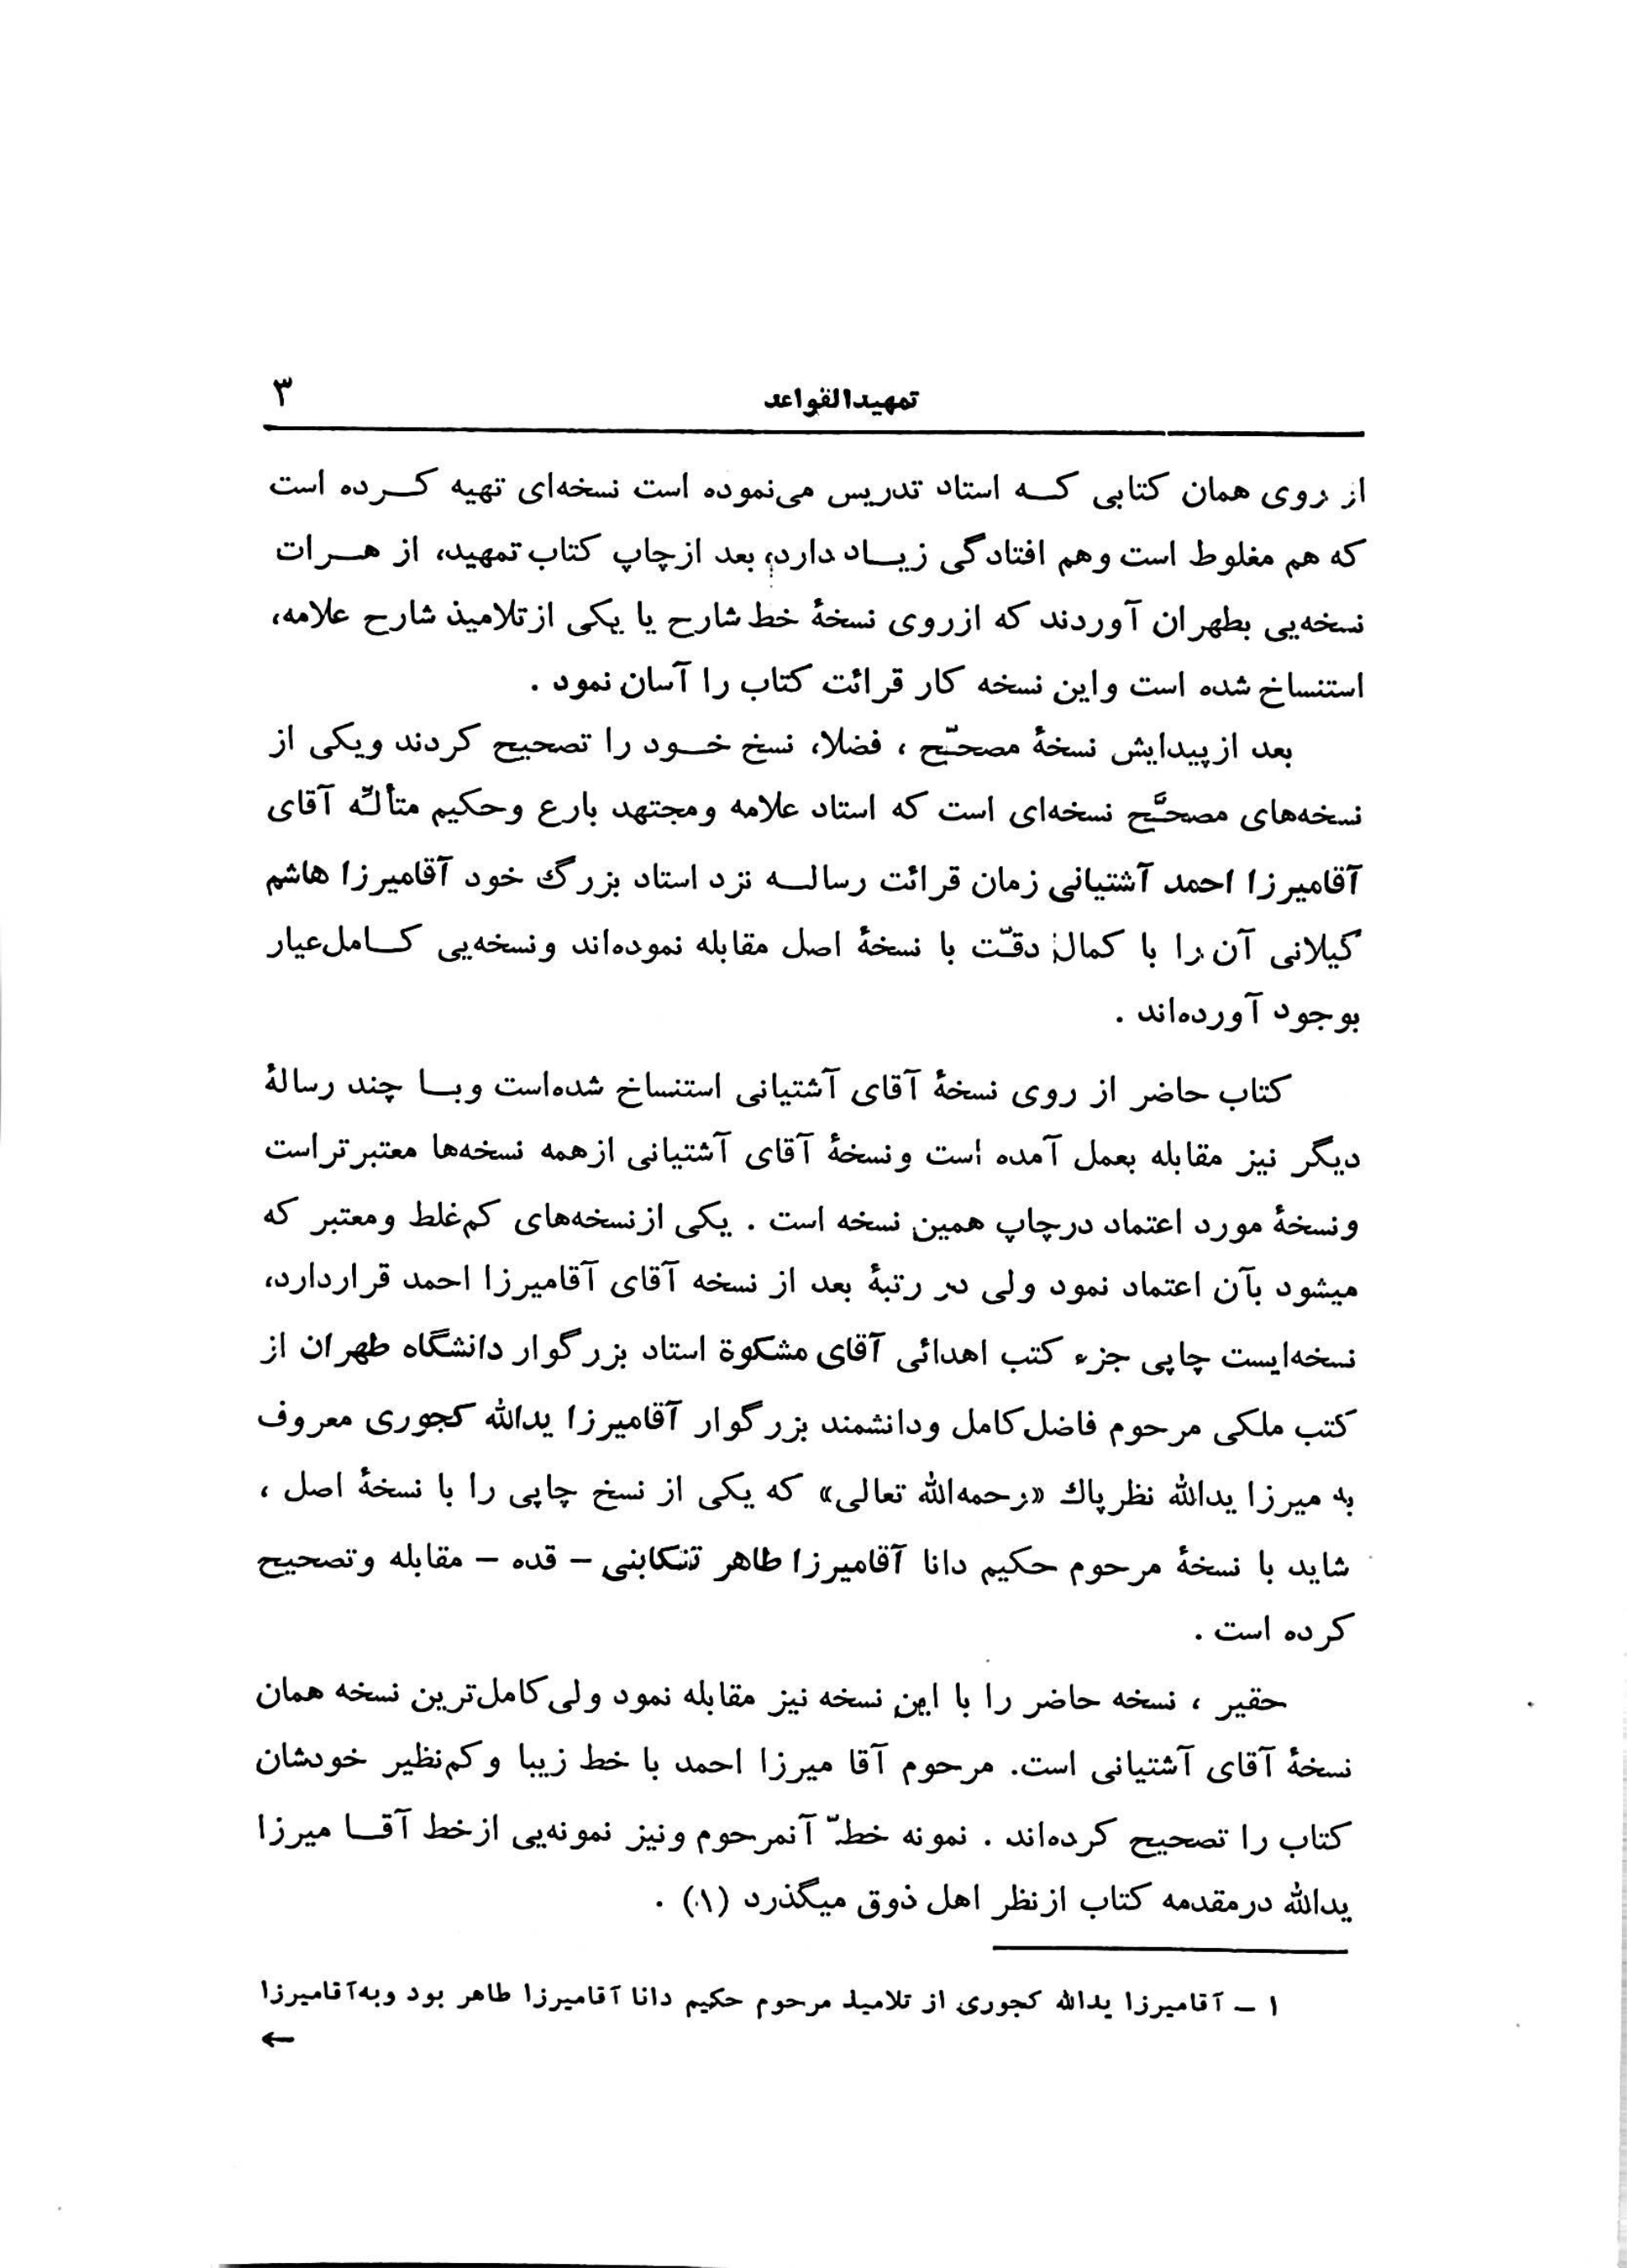 تمهیدالقواعد ۳
از روی همان کتابی کـه استاد تدریس می‌نموده است نسخه‌ای تهیه کـرده است
که هم مغلوط است وهم افتادگی زیـاد دارد، بعد ازچاپ کتاب تمهید، از هـرات
نسخه‌یی بطهران آوردند که ازروی نسخهٔ خط شارح یا یکی ازتلامیذ شارح علامه،
استنساخ شده است واین نسخه کار قرائت کتاب را آسان نمود .
بعد ازپیدایش نسخهٔ مصحّح ، فضلا، نسخ خـود را تصحیح کردند ویکی از
نسخه‌های مصحَّح نسخه‌ای است که استاد علامه ومجتهد بارع وحکیم متألّه آقای
آقامیرزا احمد آشتیانی زمان قرائت رسالـه نزد استاد بزرگ خود آقامیرزا هاشم
گیلانی آن را با کمال دقّت با نسخهٔ اصل مقابله نموده‌اند ونسخه‌یی کـامل‌عیار
بوجود آورده‌اند .
کتاب حاضر از روی نسخهٔ آقای آشتیانی استنساخ شده‌است وبـا چند رسالهٔ
دیگر نیز مقابله بعمل آمده است ونسخهٔ آقای آشتیانی ازهمه نسخه‌ها معتبرتراست
ونسخهٔ مورد اعتماد درچاپ همین نسخه است . یکی ازنسخه‌های کم‌غلط ومعتبر که
میشود بآن اعتماد نمود ولی در رتبهٔ بعد از نسخه آقای آقامیرزا احمد قراردارد،
نسخه‌ایست چاپی جزء کتب اهدائی آقای مشکوة استاد بزرگوار دانشگاه طهران از
کتب ملکی مرحوم فاضل کامل ودانشمند بزرگوار آقامیرزا یدالله کجوری معروف
به میرزا یدالله نظرپاك «رحمه‌الله تعالی» که یکی از نسخ چاپی را با نسخهٔ اصل ،
شاید با نسخهٔ مرحوم حکیم دانا آقامیرزا طاهر تنکابنی – قده – مقابله وتصحیح
کرده است .
حقیر ، نسخه حاضر را با این نسخه نیز مقابله نمود ولی کامل‌ترین نسخه همان
نسخهٔ آقای آشتیانی است. مرحوم آقا میرزا احمد با خط زیبا وکم‌نظیر خودشان
کتاب را تصحیح کرده‌اند . نمونه خطّ آنمرحوم ونیز نمونه‌یی ازخط آقـا میرزا
یدالله درمقدمه کتاب ازنظر اهل ذوق میگذرد (۱) .
۱ – آقامیرزا یدالله کجوری از تلامیذ مرحوم حکیم دانا آقامیرزا طاهر بود وبه‌آقامیرزا
←